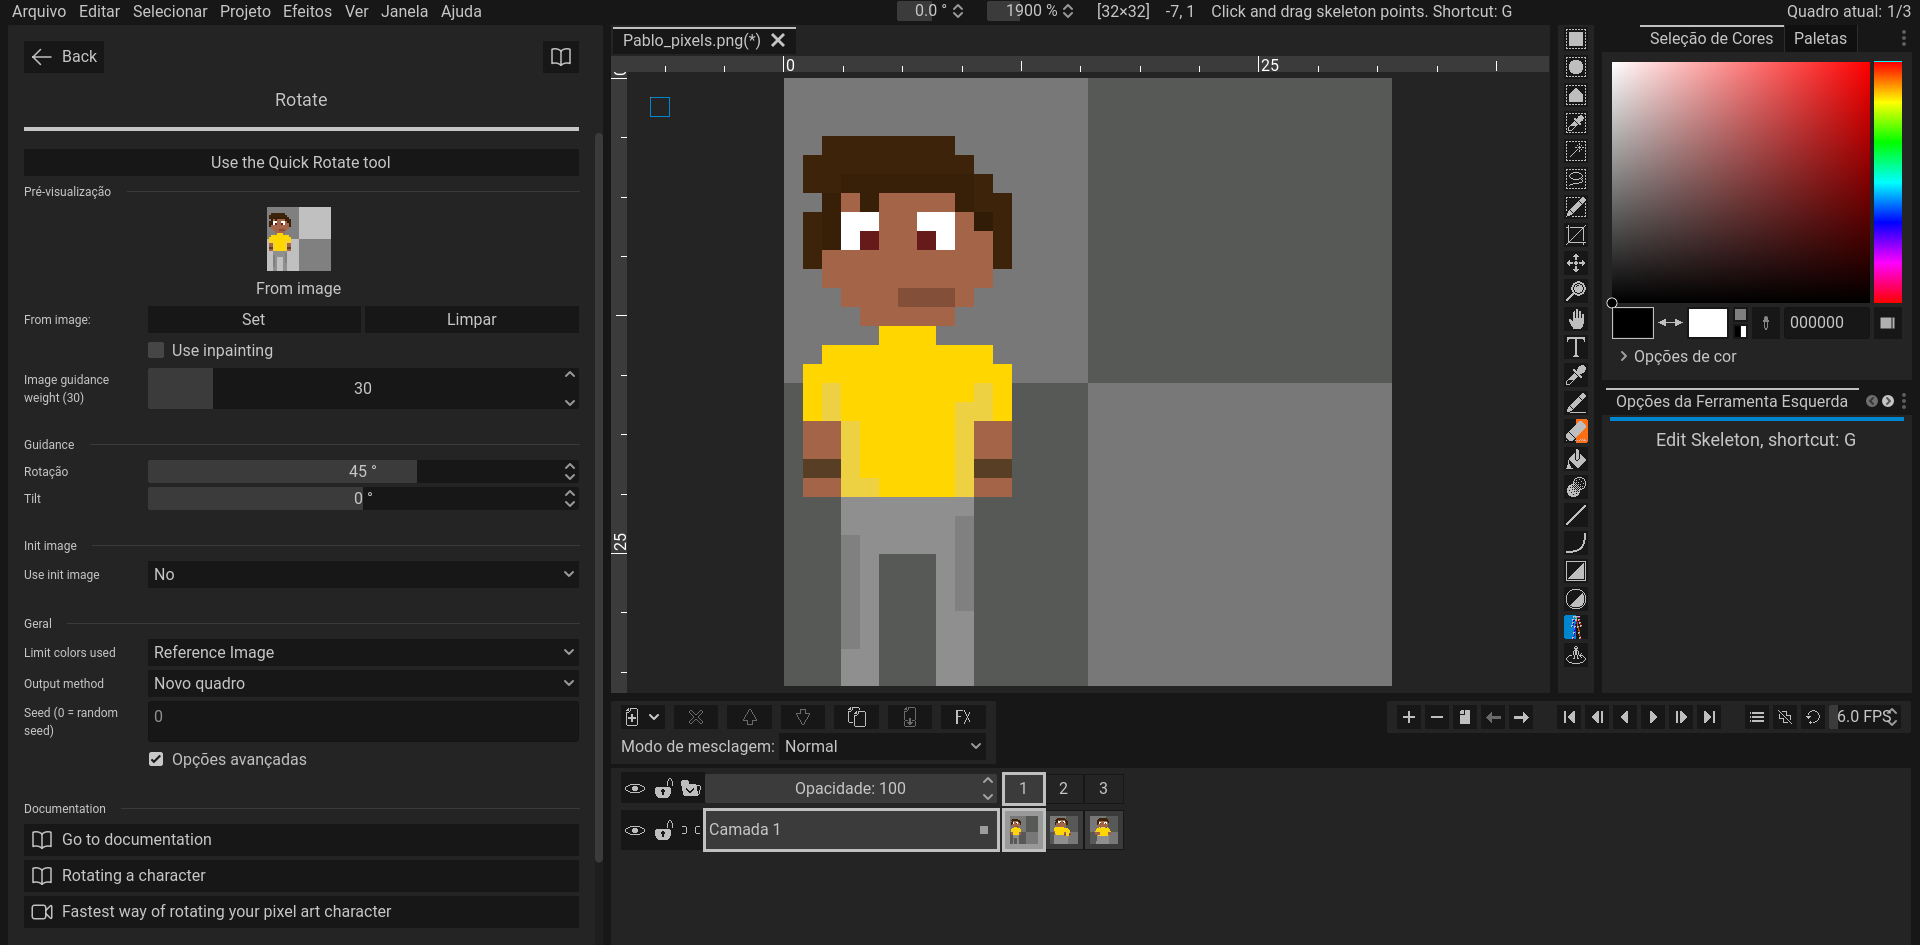 Arquivo Editar Selecionar Projeto Efeitos Ver Janela Ajuda
0.0 ° 1900 % [32×32] -7, 1 Click and drag skeleton points. Shortcut: G Quadro atual: 1/3
Back
Rotate
Use the Quick Rotate tool
Pré-visualização
From image
From image: Set Limpar
Use inpainting
Image guidance
weight (30)
30
Guidance
Rotação 45 °
Tilt 0 °
Init image
Use init image No
Geral
Limit colors used Reference Image
Output method Novo quadro
Seed (0 = random
seed)
0
Opções avançadas
Documentation
Go to documentation
Rotating a character
Fastest way of rotating your pixel art character
Pablo_pixels.png(*)
0 25
25
Modo de mesclagem: Normal
FX
6.0 FPS
Opacidade: 100 1 2 3
Camada 1
Seleção de Cores Paletas
000000
Opções de cor
Opções da Ferramenta Esquerda
Edit Skeleton, shortcut: G